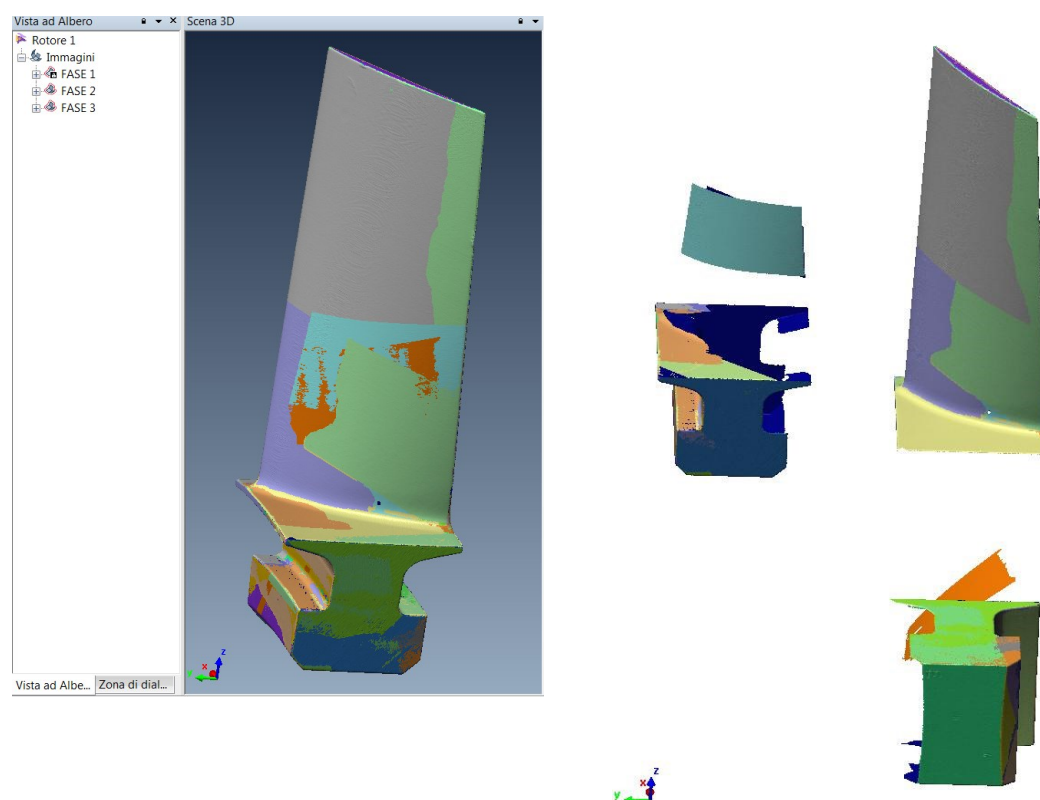 Vista ad Albero
Scena 3D
Rotore 1
Immagini
FASE 1
FASE 2
FASE 3
Vista ad Albe...
Zona di dial...
z
x
y
z
x
y